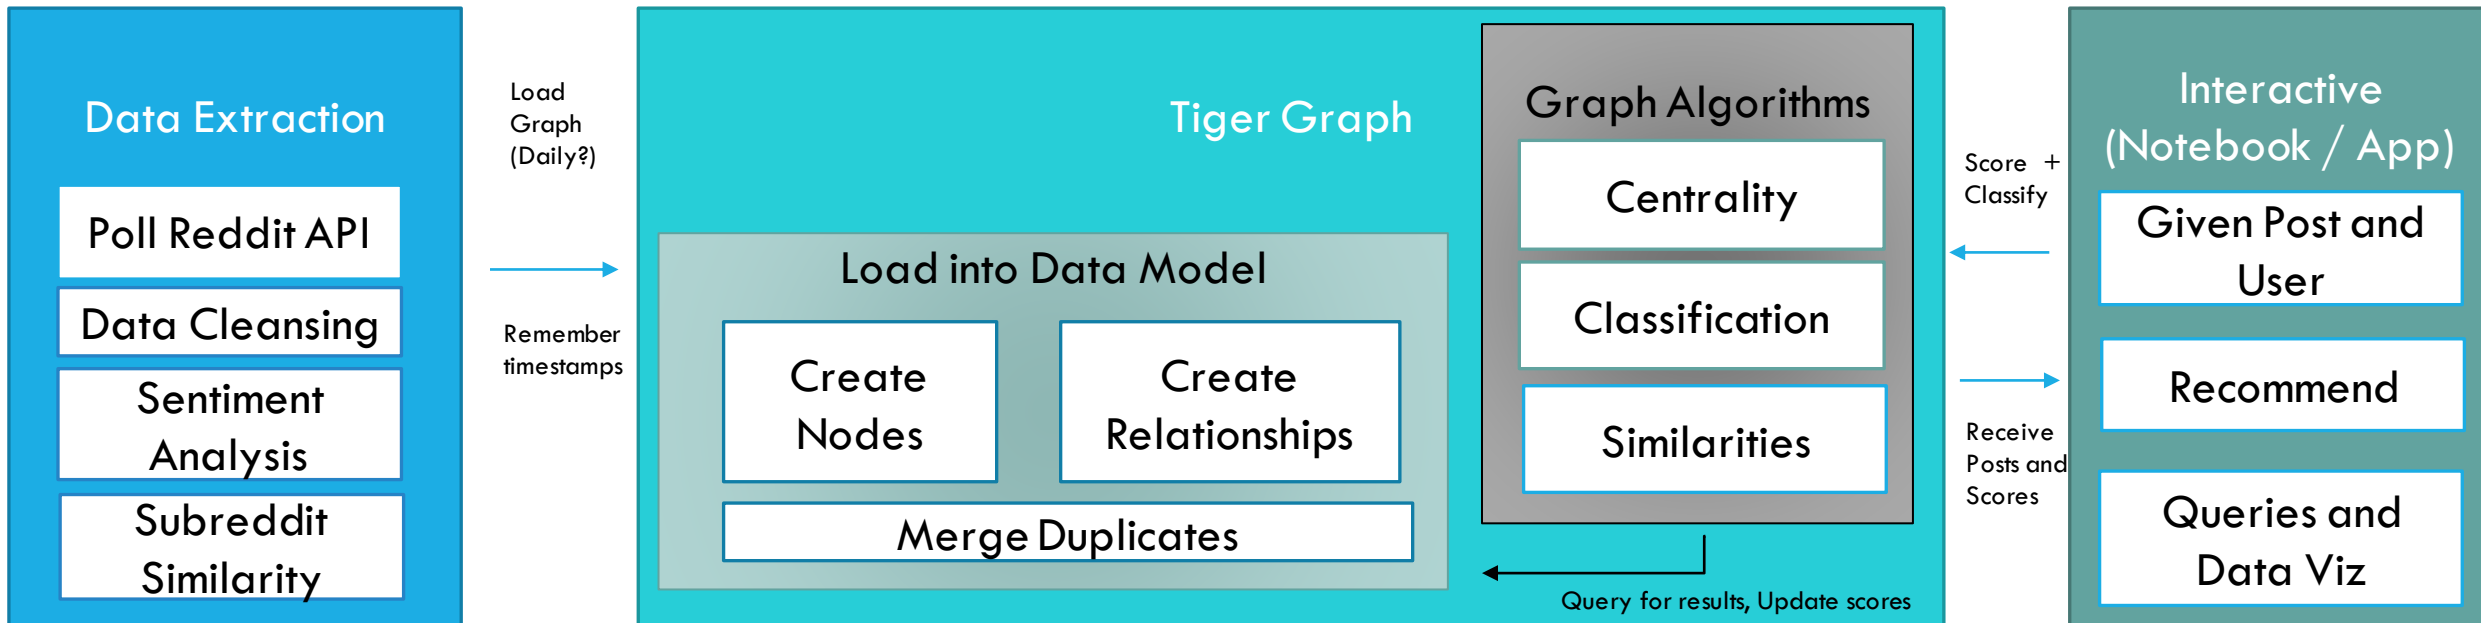 Data Extraction
Poll Reddit API
Data Cleansing
Sentiment
Analysis
Subreddit
Similarity
Load
Graph
(Daily?)
Remember
timestamps
Tiger Graph
Load into Data Model
Create
Nodes
Create
Relationships
Merge Duplicates
Graph Algorithms
Centrality
Classification
Similarities
Query for results, Update scores
Score +
Classify
Receive
Posts and
Scores
Interactive
(Notebook / App)
Given Post and
User
Recommend
Queries and
Data Viz